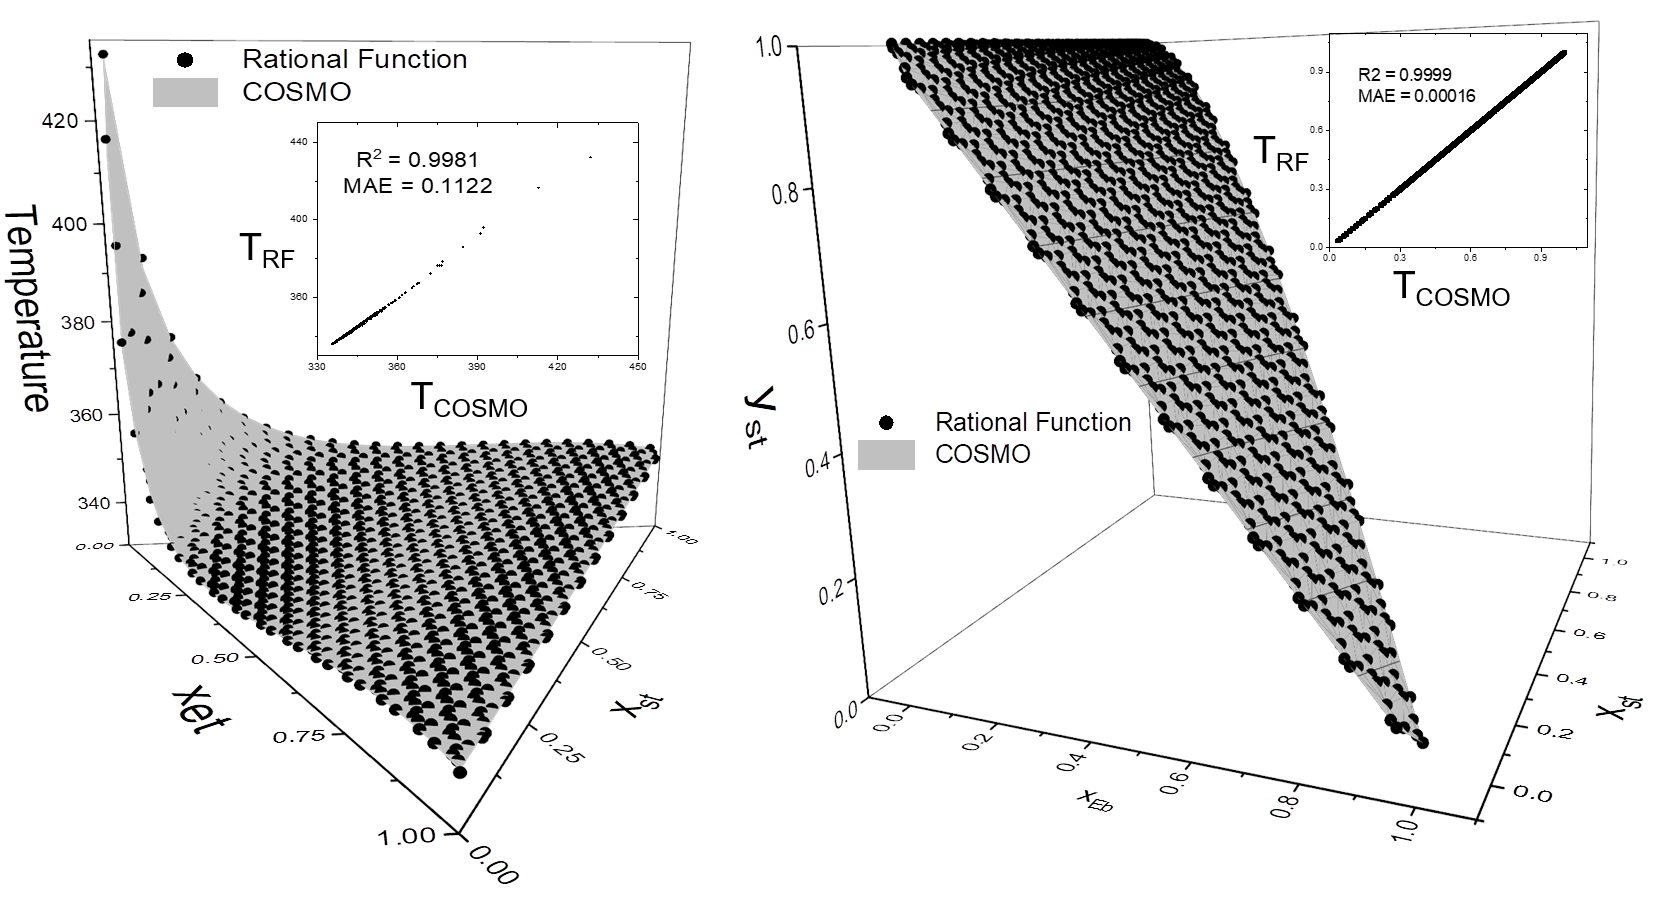 Rational Function
COSMO
420
400
380
360
340
Temperature
440
400
360
R² = 0.9981
MAE = 0.1122
T_RF
330
360
390
420
450
T_COSMO
0.00
0.25
0.50
0.75
1.00
xet
1.00
0.75
0.50
0.25
0.00
x_st
1.0
0.8
0.6
0.4
0.2
0.0
y_st
Rational Function
COSMO
0.9
0.6
0.3
0.0
R2 = 0.9999
MAE = 0.00016
T_RF
0.0
0.3
0.6
0.9
T_COSMO
0.0
0.2
0.4
0.6
0.8
1.0
x_Eb
1.0
0.8
0.6
0.4
0.2
0.0
x_st